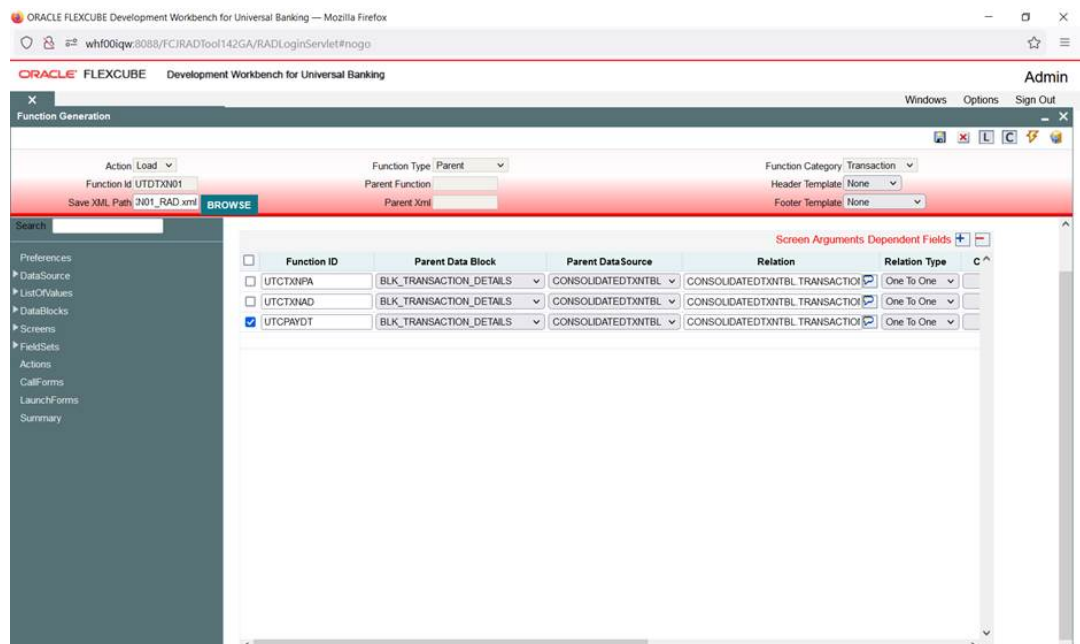 ORACLE FLEXCUBE Development Workbench for Universal Banking — Mozilla Firefox
whf00iqw:8088/FCJRADTool142GA/RADLoginServlet#nogo
ORACLE FLEXCUBE Development Workbench for Universal Banking Admin
Windows Options Sign Out
Function Generation
L C
Action Load Function Type Parent Function Category Transaction
Function Id UTDTXN01 Parent Function Header Template None
Save XML Path 3N01_RAD.xml BROWSE Parent Xml Footer Template None
Search
Screen Arguments Dependent Fields
Function ID Parent Data Block Parent DataSource Relation Relation Type C
UTCTXNPA BLK_TRANSACTION_DETAILS CONSOLIDATEDTXNTBL CONSOLIDATEDTXNTBL.TRANSACTIO One To One
UTCTXNAD BLK_TRANSACTION_DETAILS CONSOLIDATEDTXNTBL CONSOLIDATEDTXNTBL.TRANSACTIO One To One
UTCPAYDT BLK_TRANSACTION_DETAILS CONSOLIDATEDTXNTBL CONSOLIDATEDTXNTBL.TRANSACTIO One To One
Preferences
DataSource
ListOfValues
DataBlocks
Screens
FieldSets
Actions
CallForms
LaunchForms
Summary